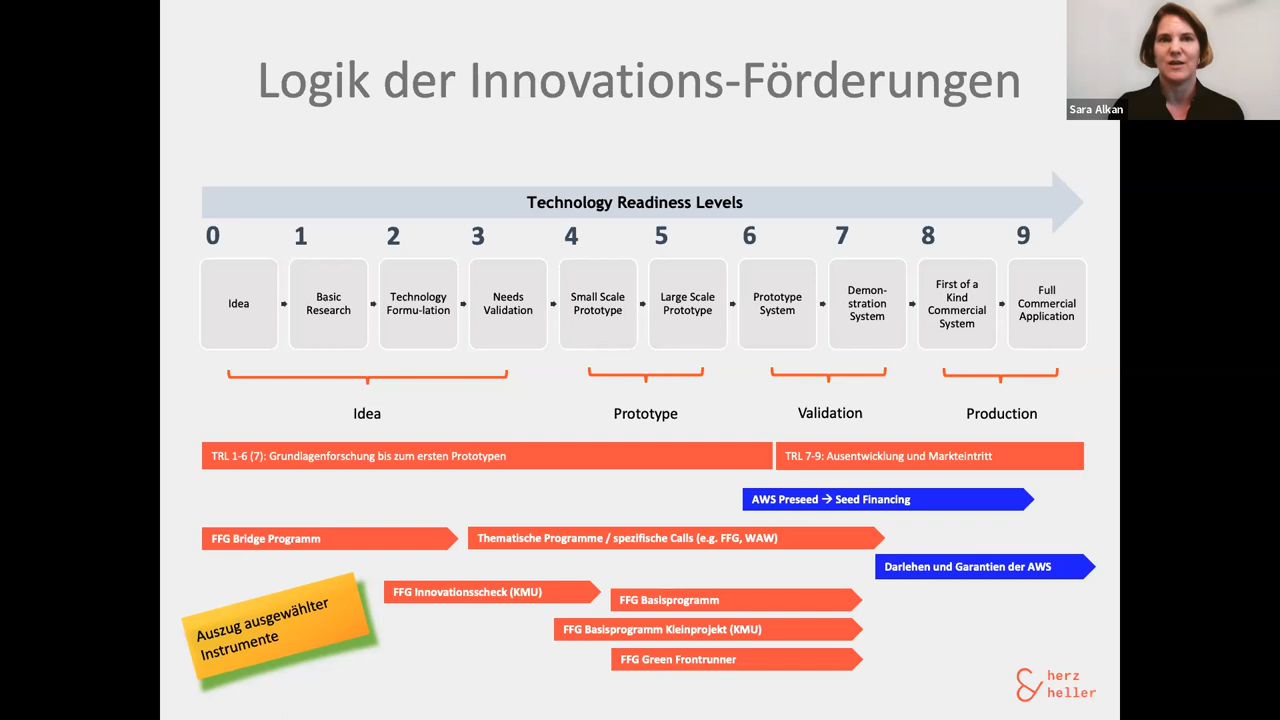 Logik der Innovations-Förderungen
Sara Alkan
Technology Readiness Levels
0 1 2 3 4 5 6 7 8 9
Idea
Basic
Research
Technology
Formu-lation
Needs
Validation
Small Scale
Prototype
Large Scale
Prototype
Prototype
System
Demon-
stration
System
First of a
Kind
Commercial
System
Full
Commercial
Application
Idea
Prototype
Validation
Production
TRL 1-6 (7): Grundlagenforschung bis zum ersten Prototypen
TRL 7-9: Ausentwicklung und Markteintritt
AWS Preseed → Seed Financing
FFG Bridge Programm
Thematische Programme / spezifische Calls (e.g. FFG, WAW)
Darlehen und Garantien der AWS
FFG Innovationsscheck (KMU)
FFG Basisprogramm
FFG Basisprogramm Kleinprojekt (KMU)
FFG Green Frontrunner
Auszug ausgewählter
Instrumente
& herz
heller